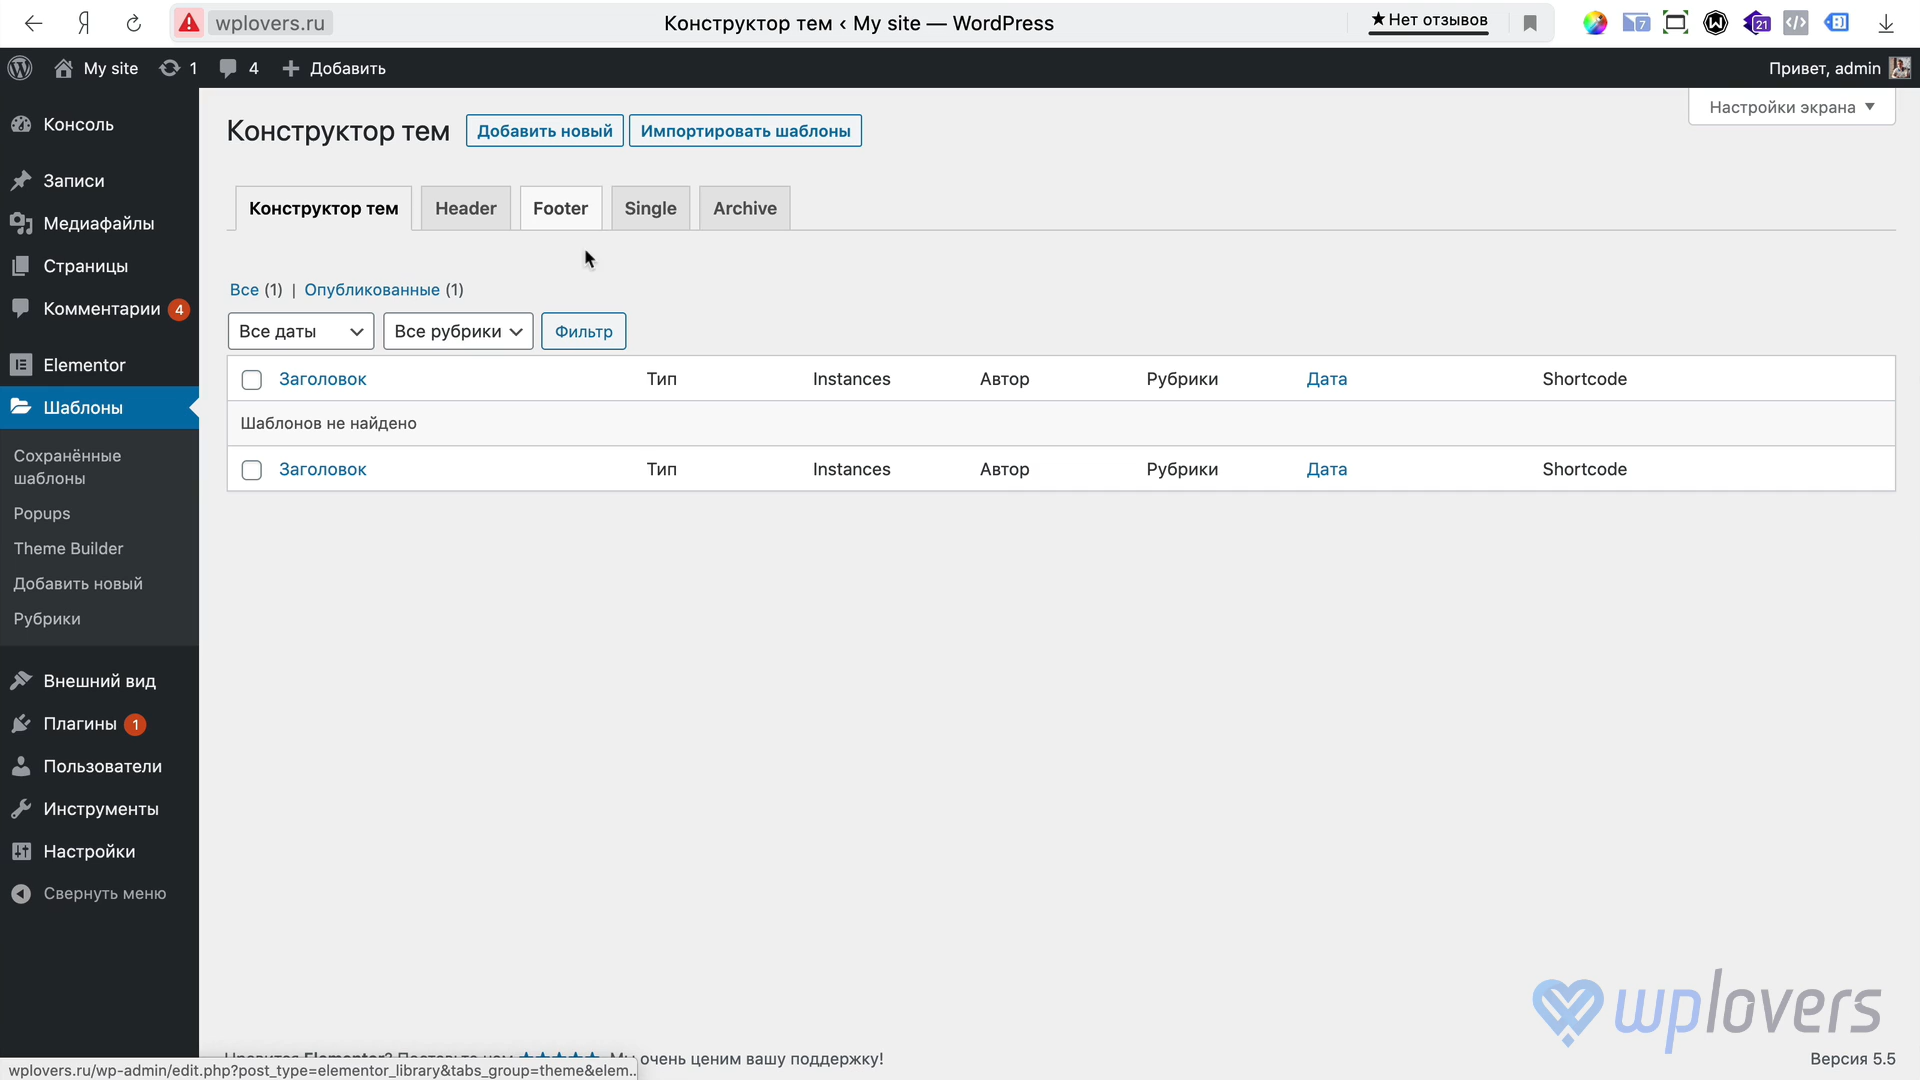 wplovers.ru
Конструктор тем ‹ My site — WordPress
★Нет отзывов
7
21
My site
1
4
Добавить
Привет, admin
Консоль
Записи
Медиафайлы
Страницы
Комментарии 4
Elementor
Шаблоны
Сохранённые
шаблоны
Popups
Theme Builder
Добавить новый
Рубрики
Внешний вид
Плагины 1
Пользователи
Инструменты
Настройки
Свернуть меню
Настройки экрана
Конструктор тем
Добавить новый
Импортировать шаблоны
Конструктор тем
Header
Footer
Single
Archive
Все (1) | Опубликованные (1)
Все даты
Все рубрики
Фильтр
Заголовок Тип Instances Автор Рубрики Дата Shortcode
Шаблонов не найдено
Заголовок Тип Instances Автор Рубрики Дата Shortcode
wplovers
очень ценим вашу поддержку!
Версия 5.5
wplovers.ru/wp-admin/edit.php?post_type=elementor_library&tabs_group=theme&elem..